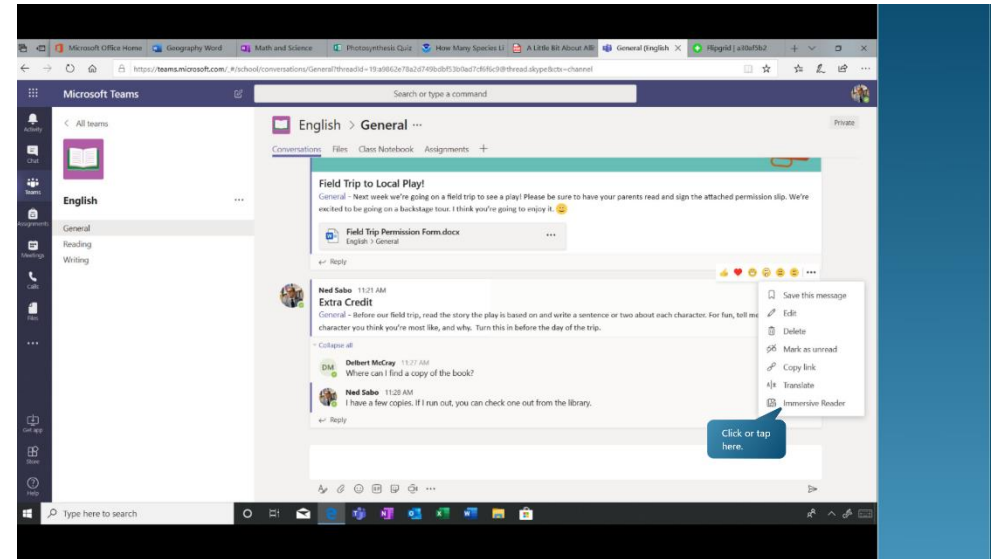 Microsoft Office Home
Geography Word
Math and Science
Photosynthesis Quiz
How Many Species Li
A Little Bit About Alli
General (English
Flipgrid | a10af5b2
https://teams.microsoft.com/_#/school/conversations/General?threadId=
Microsoft Teams
Search or type a command
Activity
Chat
Teams
Assignments
Meetings
Calls
Files
Get app
Store
Help
All teams
English
General
Reading
Writing
English > General
Private
Conversations Files Class Notebook Assignments
Field Trip to Local Play!
General - Next week we're going on a field trip to see a play! Please be sure to have your parents read and sign the attached permission slip. We're
excited to be going on a backstage tour. I think you're going to enjoy it.
Field Trip Permission Form.docx
English > General
Reply
Ned Sabo 11:21 AM
Extra Credit
General - Before our field trip, read the story the play is based on and write a sentence or two about each character. For fun, tell me
character you think you're most like, and why. Turn this in before the day of the trip.
Collapse all
DM
Delbert McCray 11:27 AM
Where can I find a copy of the book?
Ned Sabo 11:28 AM
I have a few copies. If I run out, you can check one out from the library.
Reply
Save this message
Edit
Delete
Mark as unread
Copy link
Translate
Immersive Reader
Click or tap
here.
Type here to search